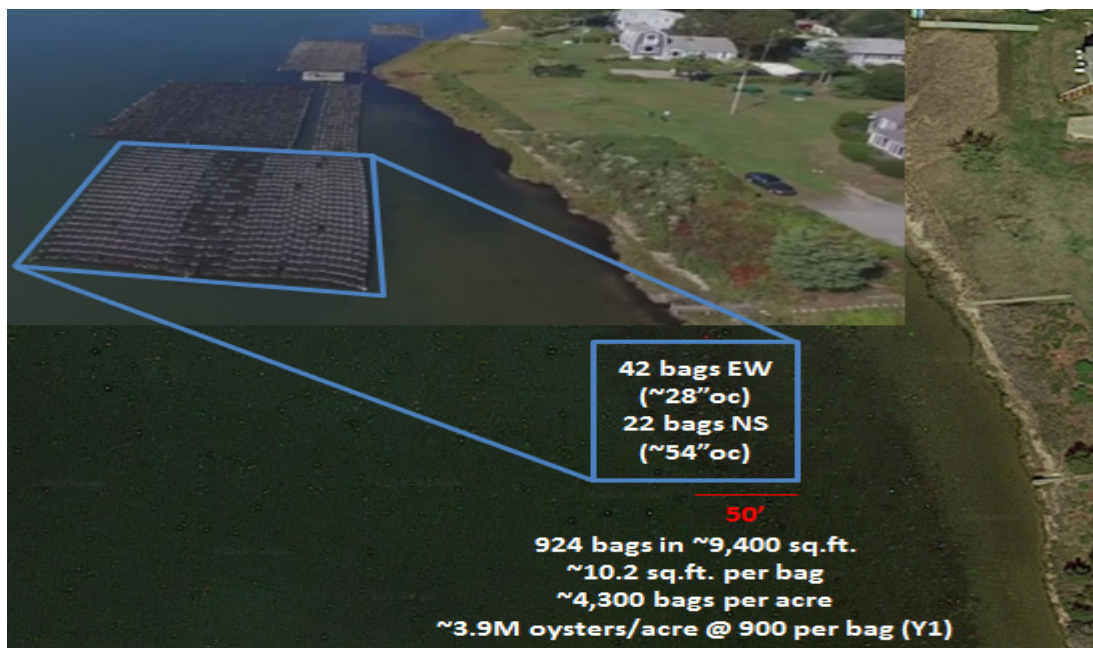 42 bags EW
(~28”oc)
22 bags NS
(~54”oc)
50’
924 bags in ~9,400 sq.ft.
~10.2 sq.ft. per bag
~4,300 bags per acre
~3.9M oysters/acre @ 900 per bag (Y1)